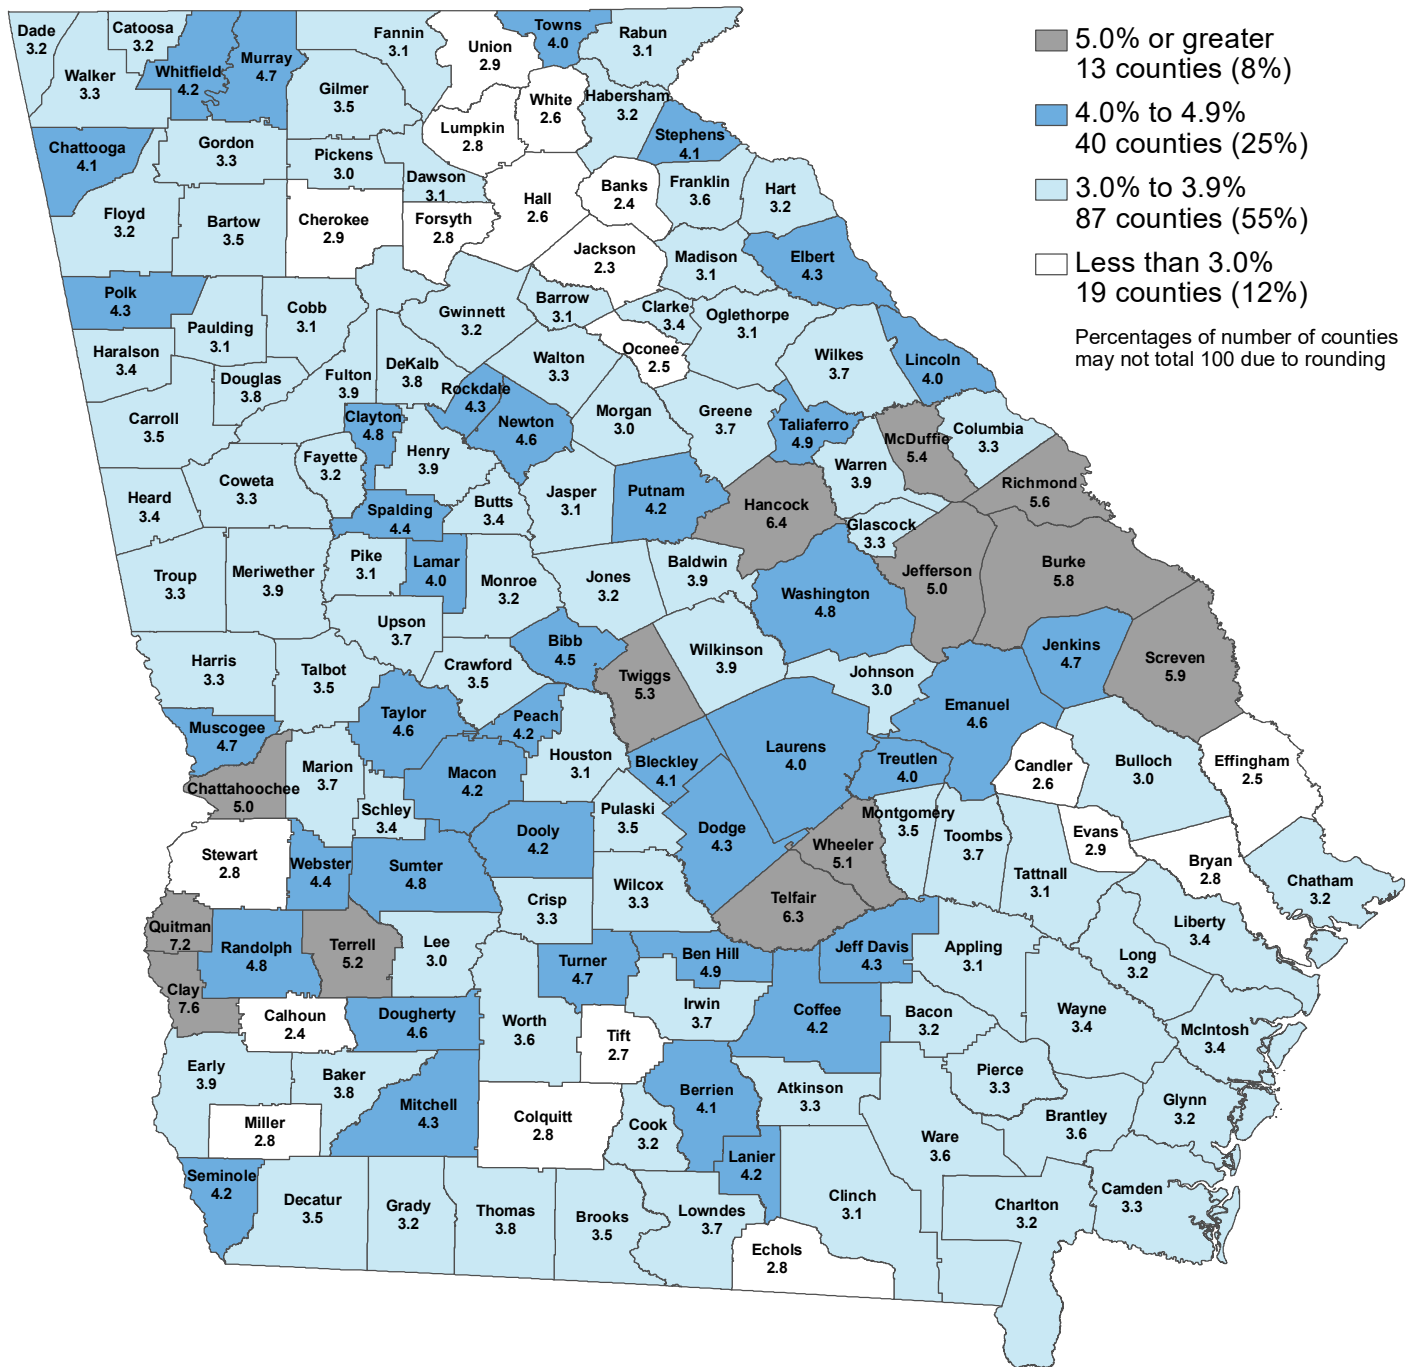 Dade
3.2
Catoosa
3.2
Whitfield
4.2
Murray
4.7
Fannin
3.1
Union
2.9
Towns
4.0
Rabun
3.1
Walker
3.3
Gilmer
3.5
White
2.6
Habersham
3.2
Lumpkin
2.8
Stephens
4.1
Chattooga
4.1
Gordon
3.3
Pickens
3.0
Dawson
3.1
Hall
2.6
Banks
2.4
Franklin
3.6
Hart
3.2
Floyd
3.2
Bartow
3.5
Cherokee
2.9
Forsyth
2.8
Jackson
2.3
Madison
3.1
Elbert
4.3
Polk
4.3
Paulding
3.1
Cobb
3.1
Gwinnett
3.2
Barrow
3.1
Clarke
3.4
Oglethorpe
3.1
Haralson
3.4
Douglas
3.8
Fulton
3.9
DeKalb
3.8
Rockdale
4.3
Walton
3.3
Oconee
2.5
Wilkes
3.7
Lincoln
4.0
Carroll
3.5
Clayton
4.8
Newton
4.6
Morgan
3.0
Greene
3.7
Taliaferro
4.9
McDuffie
5.4
Columbia
3.3
Fayette
3.2
Henry
3.9
Warren
3.9
Richmond
5.6
Heard
3.4
Coweta
3.3
Spalding
4.4
Butts
3.4
Jasper
3.1
Putnam
4.2
Hancock
6.4
Glascock
3.3
Jefferson
5.0
Burke
5.8
Troup
3.3
Meriwether
3.9
Pike
3.1
Lamar
4.0
Monroe
3.2
Jones
3.2
Baldwin
3.9
Washington
4.8
Upson
3.7
Bibb
4.5
Twiggs
5.3
Wilkinson
3.9
Johnson
3.0
Jenkins
4.7
Screven
5.9
Harris
3.3
Talbot
3.5
Crawford
3.5
Emanuel
4.6
Muscogee
4.7
Taylor
4.6
Peach
4.2
Houston
3.1
Bleckley
4.1
Laurens
4.0
Treutlen
4.0
Candler
2.6
Bulloch
3.0
Effingham
2.5
Chattahoochee
5.0
Marion
3.7
Schley
3.4
Macon
4.2
Pulaski
3.5
Dodge
4.3
Wheeler
5.1
Montgomery
3.5
Toombs
3.7
Evans
2.9
Stewart
2.8
Webster
4.4
Sumter
4.8
Dooly
4.2
Tattnall
3.1
Bryan
2.8
Chatham
3.2
Crisp
3.3
Wilcox
3.3
Telfair
6.3
Quitman
7.2
Randolph
4.8
Terrell
5.2
Lee
3.0
Turner
4.7
Ben Hill
4.9
Jeff Davis
4.3
Appling
3.1
Long
3.2
Liberty
3.4
Clay
7.6
Calhoun
2.4
Dougherty
4.6
Worth
3.6
Tift
2.7
Irwin
3.7
Coffee
4.2
Bacon
3.2
Wayne
3.4
McIntosh
3.4
Early
3.9
Baker
3.8
Mitchell
4.3
Miller
2.8
Colquitt
2.8
Cook
3.2
Berrien
4.1
Atkinson
3.3
Pierce
3.3
Brantley
3.6
Glynn
3.2
Ware
3.6
Seminole
4.2
Decatur
3.5
Grady
3.2
Thomas
3.8
Brooks
3.5
Lowndes
3.7
Lanier
4.2
Clinch
3.1
Echols
2.8
Charlton
3.2
Camden
3.3
5.0% or greater
13 counties (8%)
4.0% to 4.9%
40 counties (25%)
3.0% to 3.9%
87 counties (55%)
Less than 3.0%
19 counties (12%)
Percentages of number of counties
may not total 100 due to rounding